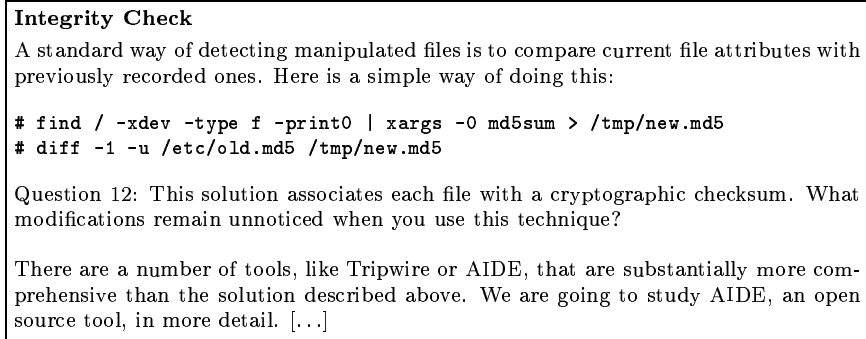 Integrity Check
A standard way of detecting manipulated files is to compare current file attributes with
previously recorded ones. Here is a simple way of doing this:
# find / -xdev -type f -print0 | xargs -0 md5sum > /tmp/new.md5
# diff -1 -u /etc/old.md5 /tmp/new.md5
Question 12: This solution associates each file with a cryptographic checksum. What
modifications remain unnoticed when you use this technique?
There are a number of tools, like Tripwire or AIDE, that are substantially more com-
prehensive than the solution described above. We are going to study AIDE, an open
source tool, in more detail. [...]